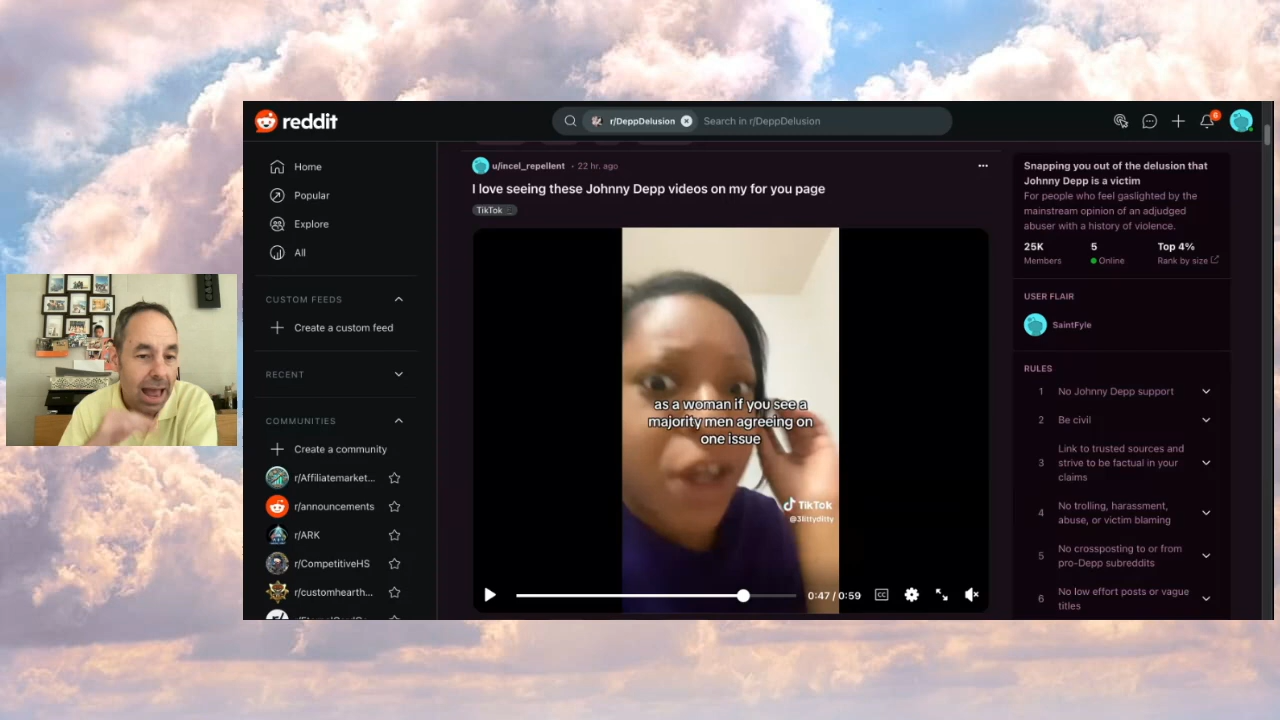 reddit
r/DeppDelusion
Search in r/DeppDelusion
6
Home
Popular
Explore
All
CUSTOM FEEDS
Create a custom feed
RECENT
COMMUNITIES
Create a community
r/Affiliatemarket...
r/announcements
r/ARK
r/CompetitiveHS
r/customhearth...
u/incel_repellent · 22 hr. ago
I love seeing these Johnny Depp videos on my for you page
TikTok
as a woman if you see a
majority men agreeing on
one issue
TikTok
@3littyditty
0:47 / 0:59
CC
Snapping you out of the delusion that
Johnny Depp is a victim
For people who feel gaslighted by the
mainstream opinion of an adjudged
abuser with a history of violence.
25K
5
Top 4%
Members
Online
Rank by size
USER FLAIR
SaintFyle
RULES
1 No Johnny Depp support
2 Be civil
3 Link to trusted sources and
strive to be factual in your
claims
4 No trolling, harassment,
abuse, or victim blaming
5 No crossposting to or from
pro-Depp subreddits
6 No low effort posts or vague
titles